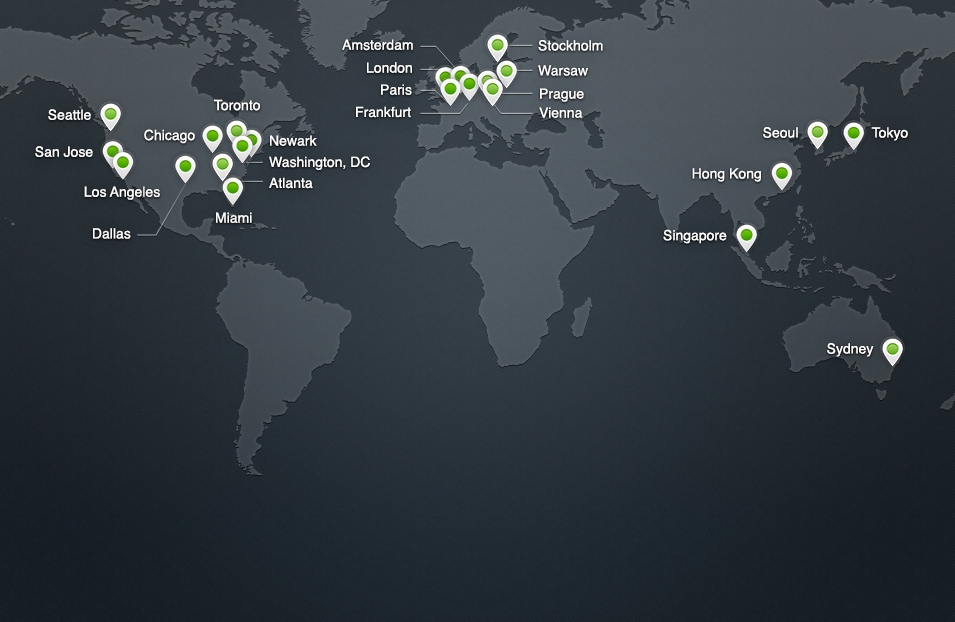 Amsterdam
Stockholm
London
Warsaw
Paris
Prague
Frankfurt
Vienna
Toronto
Seattle
Chicago
Newark
San Jose
Washington, DC
Los Angeles
Atlanta
Miami
Dallas
Seoul
Tokyo
Hong Kong
Singapore
Sydney